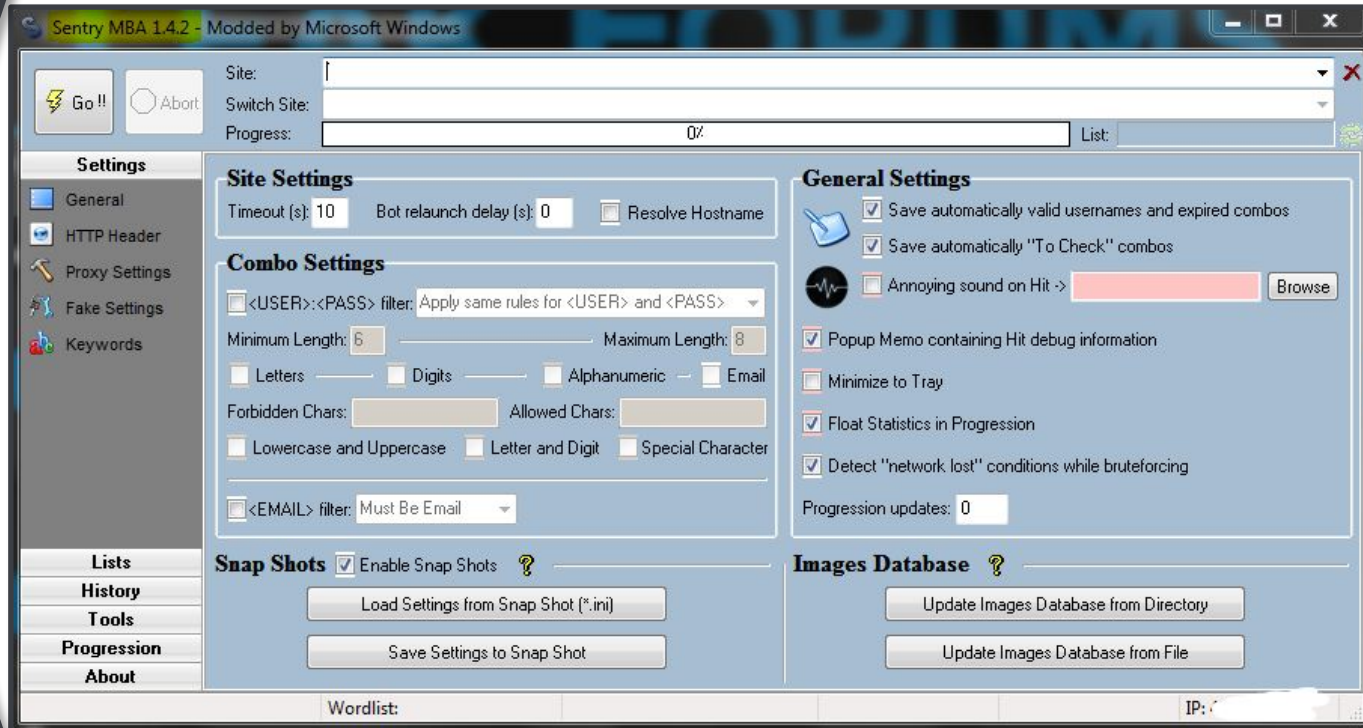 Sentry MBA 1.4.2 - Modded by Microsoft Windows
FORUMS
Go !!
Abort
Site:
Switch Site:
Progress:
0%
List:
Settings
General
HTTP Header
Proxy Settings
Fake Settings
Keywords
Lists
History
Tools
Progression
About
Site Settings
Timeout (s): 10 Bot relaunch delay (s): 0 Resolve Hostname
Combo Settings
<USER>:<PASS> filter: Apply same rules for <USER> and <PASS>
Minimum Length: 6 Maximum Length: 8
Letters Digits Alphanumeric Email
Forbidden Chars: Allowed Chars:
Lowercase and Uppercase Letter and Digit Special Character
<EMAIL> filter: Must Be Email
Snap Shots Enable Snap Shots ?
Load Settings from Snap Shot (*.ini)
Save Settings to Snap Shot
General Settings
Save automatically valid usernames and expired combos
Save automatically "To Check" combos
Annoying sound on Hit -> Browse
Popup Memo containing Hit debug information
Minimize to Tray
Float Statistics in Progression
Detect "network lost" conditions while bruteforcing
Progression updates: 0
Images Database ?
Update Images Database from Directory
Update Images Database from File
Wordlist:
IP: